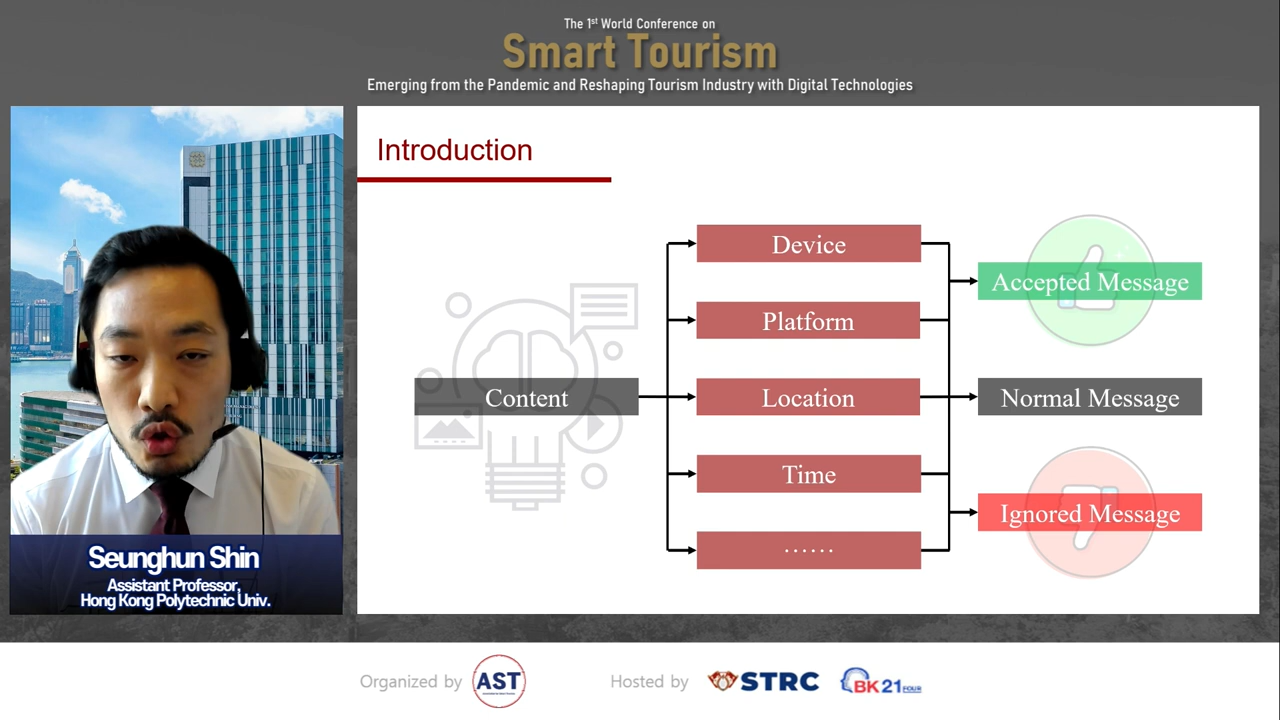 The 1st World Conference on
Smart Tourism
Emerging from the Pandemic and Reshaping Tourism Industry with Digital Technologies
Introduction
Content
Device
Platform
Location
Time
……
Accepted Message
Normal Message
Ignored Message
Seunghun Shin
Assistant Professor,
Hong Kong Polytechnic Univ.
Organized by AST
Hosted by STRC BK21 FOUR